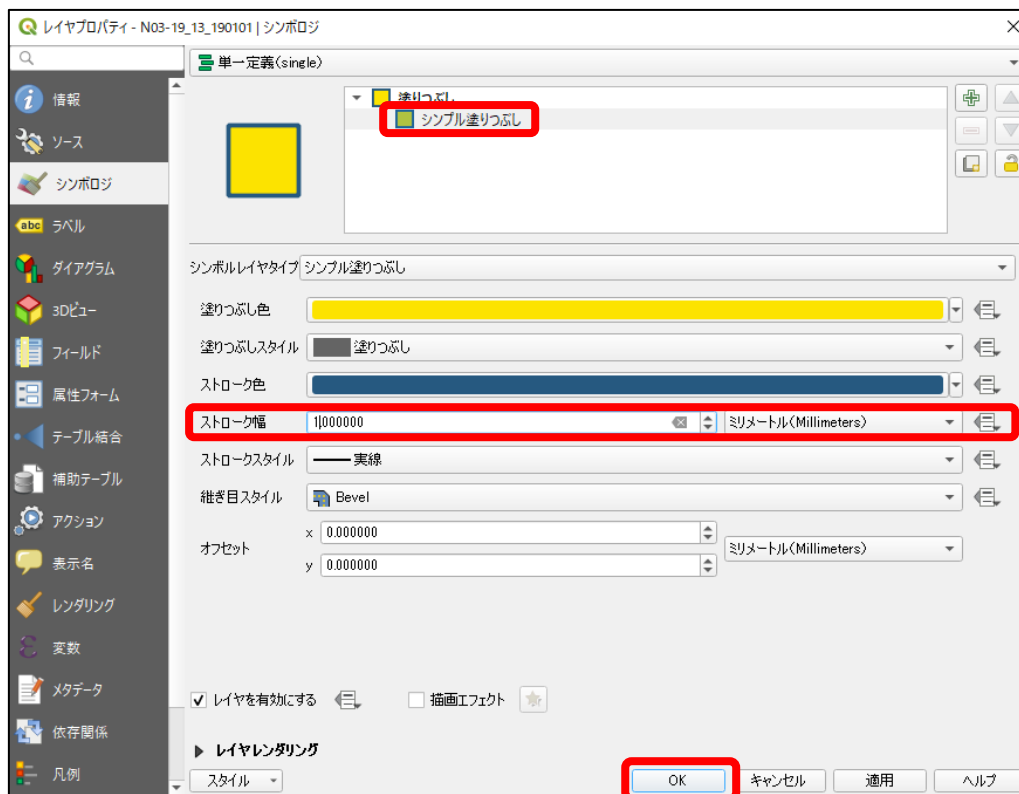 レイヤプロパティ - N03-19_13_190101 | シンボロジ
単一定義(single)
情報
ソース
シンボロジ
ラベル
ダイアグラム
3Dビュー
フィールド
属性フォーム
テーブル結合
補助テーブル
アクション
表示名
レンダリング
変数
メタデータ
依存関係
凡例
塗りつぶし
シンプル塗りつぶし
シンボルレイヤタイプ シンプル塗りつぶし
塗りつぶし色
塗りつぶしスタイル 塗りつぶし
ストローク色
ストローク幅 1.000000 ミリメートル(Millimeters)
ストロークスタイル 実線
継ぎ目スタイル Bevel
オフセット
x 0.000000
y 0.000000
ミリメートル(Millimeters)
レイヤを有効にする 描画エフェクト
レイヤレンダリング
スタイル OK キャンセル 適用 ヘルプ
abc